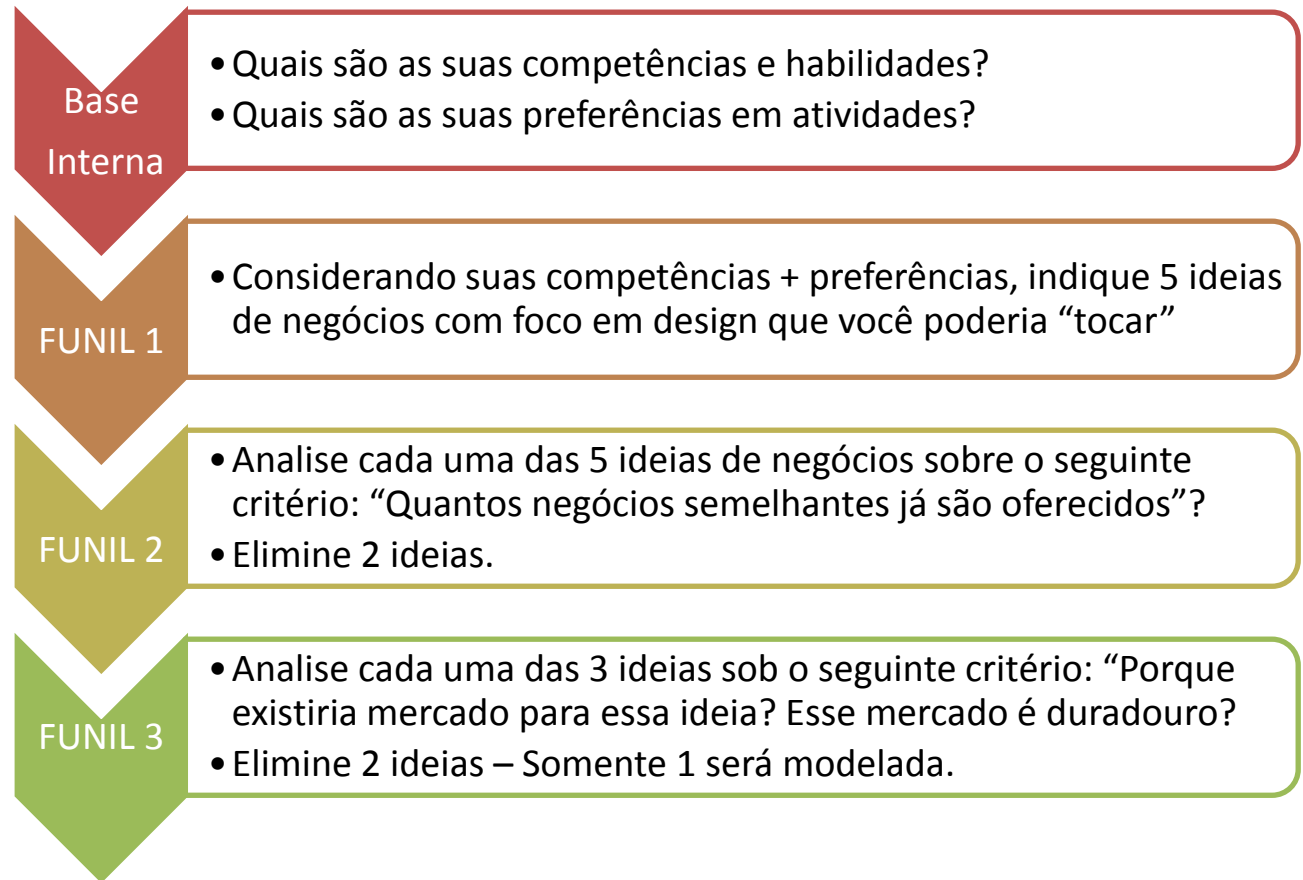 Base
Interna
•Quais são as suas competências e habilidades?
•Quais são as suas preferências em atividades?
FUNIL 1
•Considerando suas competências + preferências, indique 5 ideias
de negócios com foco em design que você poderia “tocar”
FUNIL 2
•Analise cada uma das 5 ideias de negócios sobre o seguinte
critério: “Quantos negócios semelhantes já são oferecidos”?
•Elimine 2 ideias.
FUNIL 3
•Analise cada uma das 3 ideias sob o seguinte critério: “Porque
existiria mercado para essa ideia? Esse mercado é duradouro?
•Elimine 2 ideias – Somente 1 será modelada.